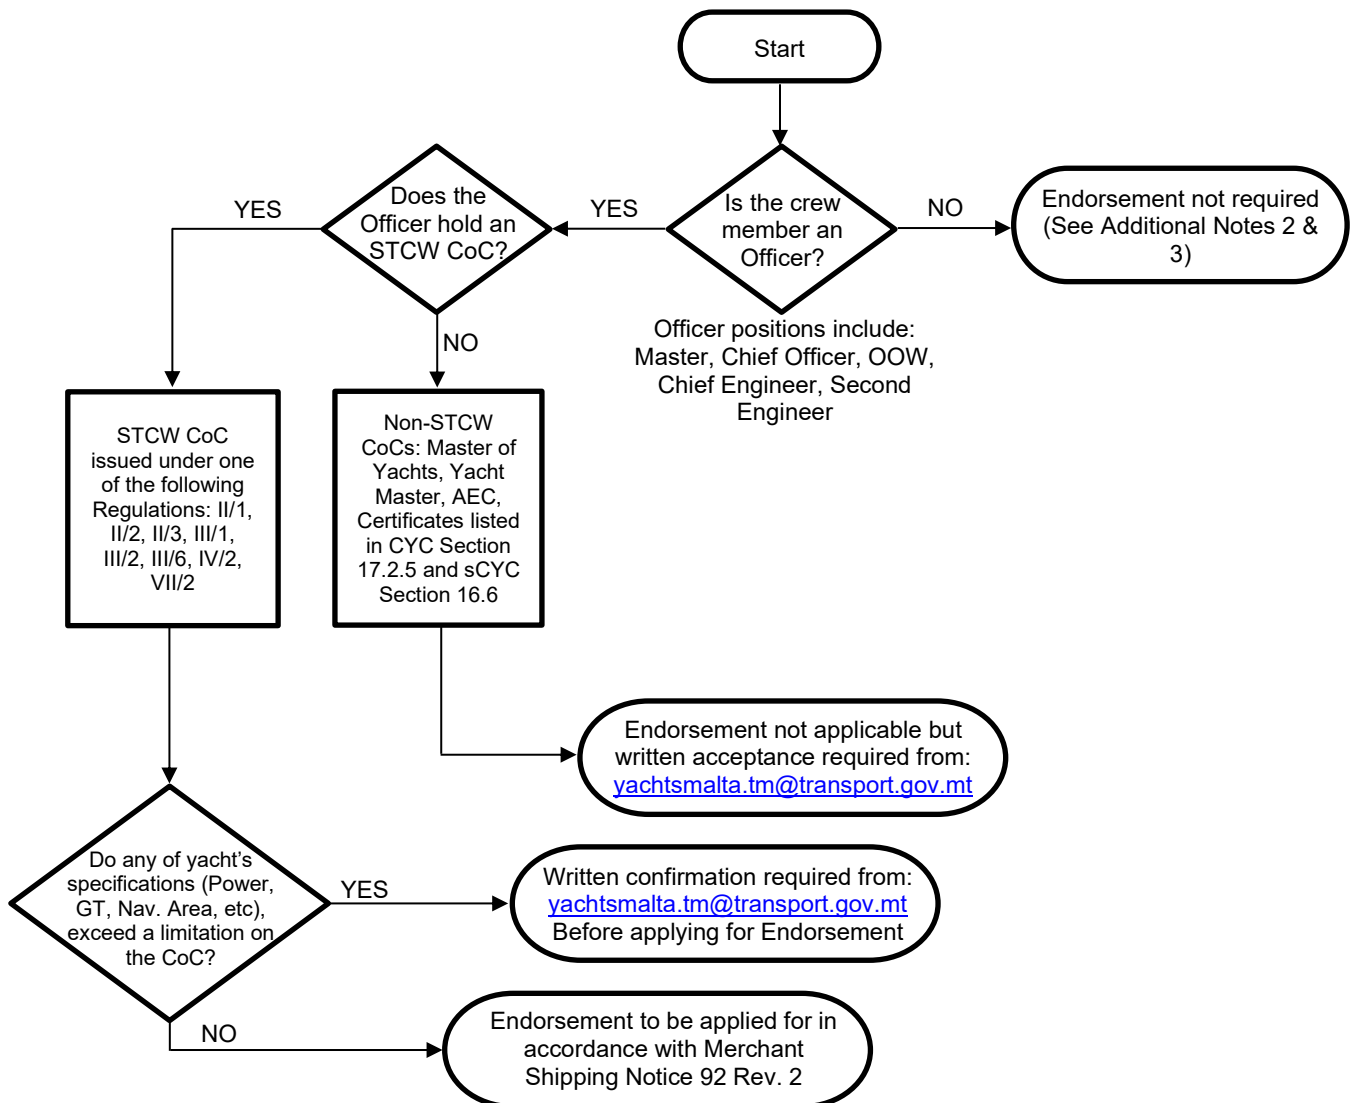 Start
Is the crew
member an
Officer?
NO
Endorsement not required
(See Additional Notes 2 &
3)
YES
Officer positions include:
Master, Chief Officer, OOW,
Chief Engineer, Second
Engineer
Does the
Officer hold an
STCW CoC?
YES
NO
STCW CoC
issued under one
of the following
Regulations: II/1,
II/2, II/3, III/1,
III/2, III/6, IV/2,
VII/2
Non-STCW
CoCs: Master of
Yachts, Yacht
Master, AEC,
Certificates listed
in CYC Section
17.2.5 and sCYC
Section 16.6
Endorsement not applicable but
written acceptance required from:
yachtsmalta.tm@transport.gov.mt
Do any of yacht's
specifications (Power,
GT, Nav. Area, etc),
exceed a limitation on
the CoC?
YES
Written confirmation required from:
yachtsmalta.tm@transport.gov.mt
Before applying for Endorsement
NO
Endorsement to be applied for in
accordance with Merchant
Shipping Notice 92 Rev. 2